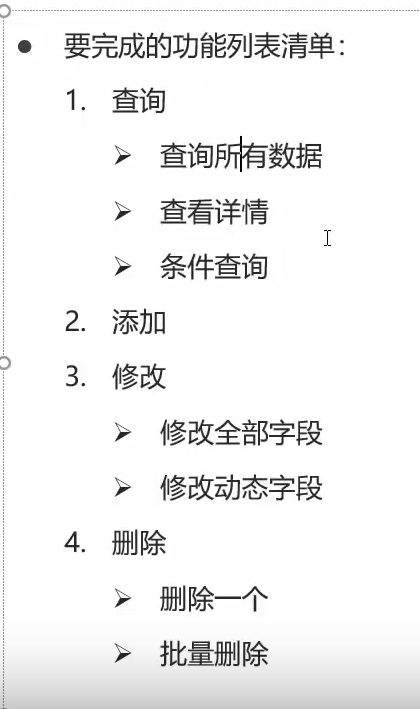 ● 要完成的功能列表清单：
1. 查询
➢ 查询所有数据
➢ 查看详情
➢ 条件查询
2. 添加
3. 修改
➢ 修改全部字段
➢ 修改动态字段
4. 删除
➢ 删除一个
➢ 批量删除